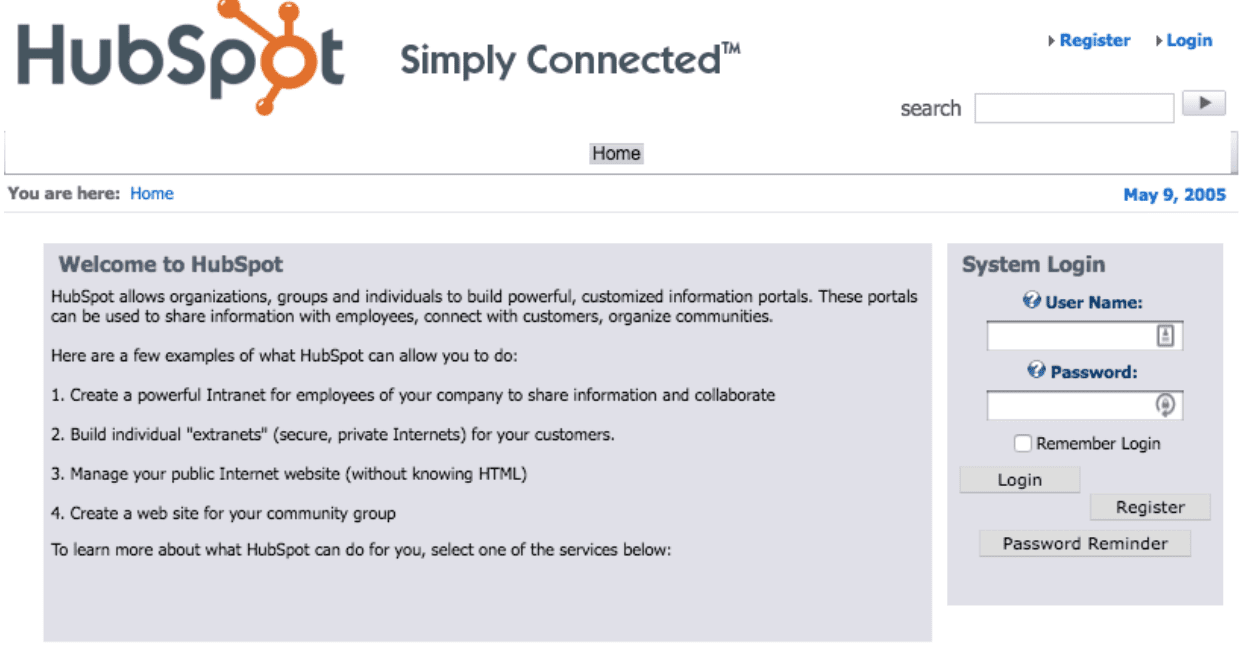 HubSpot Simply Connected™
Register Login
search
Home
You are here: Home May 9, 2005
Welcome to HubSpot
HubSpot allows organizations, groups and individuals to build powerful, customized information portals. These portals
can be used to share information with employees, connect with customers, organize communities.
Here are a few examples of what HubSpot can allow you to do:
1. Create a powerful Intranet for employees of your company to share information and collaborate
2. Build individual "extranets" (secure, private Internets) for your customers.
3. Manage your public Internet website (without knowing HTML)
4. Create a web site for your community group
To learn more about what HubSpot can do for you, select one of the services below:
System Login
User Name:
Password:
Remember Login
Login
Register
Password Reminder